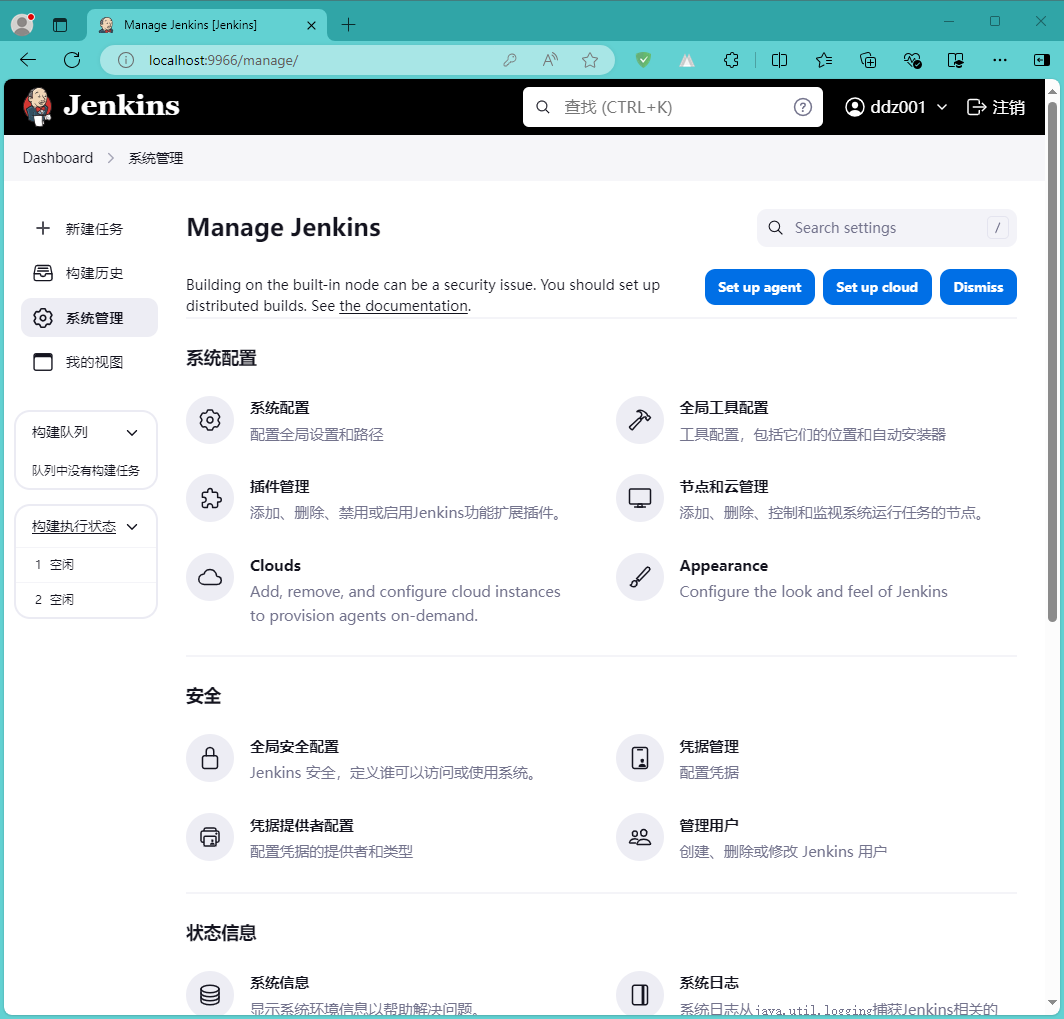 Manage Jenkins [Jenkins]
localhost:9966/manage/
Jenkins
查找 (CTRL+K)
ddz001
注销
Dashboard
系统管理
新建任务
构建历史
系统管理
我的视图
构建队列
队列中没有构建任务
构建执行状态
1 空闲
2 空闲
Manage Jenkins
Search settings
/
Building on the built-in node can be a security issue. You should set up
distributed builds. See the documentation.
Set up agent
Set up cloud
Dismiss
系统配置
系统配置
配置全局设置和路径
全局工具配置
工具配置，包括它们的位置和自动安装器
插件管理
添加、删除、禁用或启用Jenkins功能扩展插件。
节点和云管理
添加、删除、控制和监视系统运行任务的节点。
Clouds
Add, remove, and configure cloud instances
to provision agents on-demand.
Appearance
Configure the look and feel of Jenkins
安全
全局安全配置
Jenkins 安全，定义谁可以访问或使用系统。
凭据管理
配置凭据
凭据提供者配置
配置凭据的提供者和类型
管理用户
创建、删除或修改 Jenkins 用户
状态信息
系统信息
显示系统环境信息以帮助解决问题。
系统日志
系统日志从java.util.logging捕获Jenkins相关的